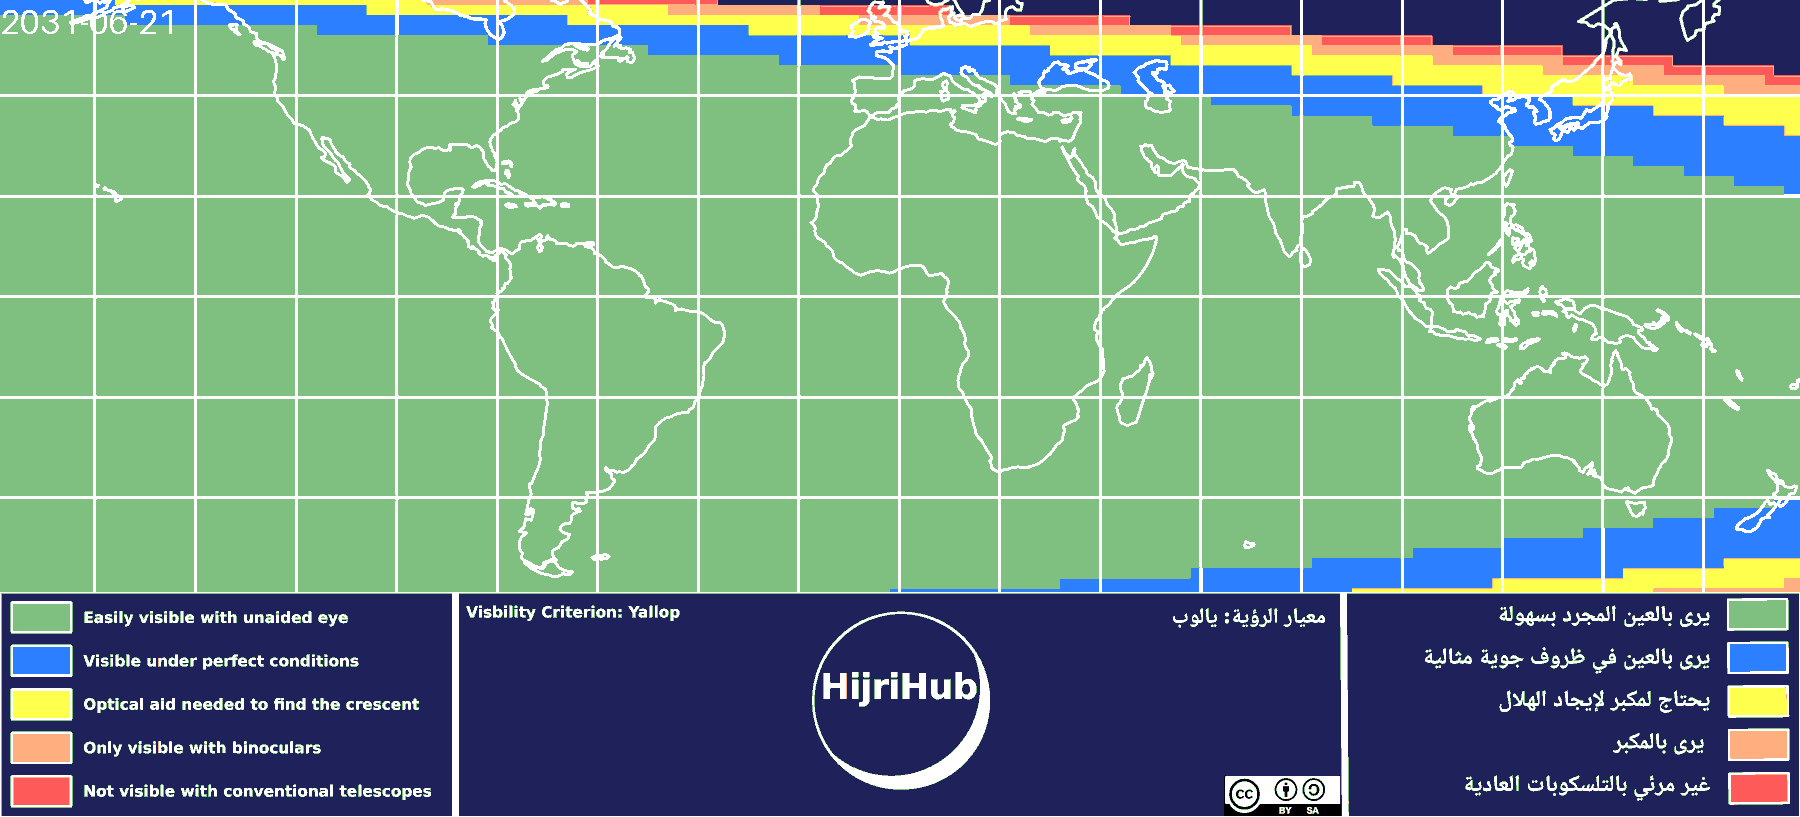 2031-06-21
Easily visible with unaided eye
Visible under perfect conditions
Optical aid needed to find the crescent
Only visible with binoculars
Not visible with conventional telescopes
Visbility Criterion: Yallop
معيار الرؤية: يالوب
HijriHub
cc
BY SA
يرى بالعين المجرد بسهولة
يرى بالعين في ظروف جوية مثالية
يحتاج لمكبر لإيجاد الهلال
يرى بالمكبر
غير مرئي بالتلسكوبات العادية